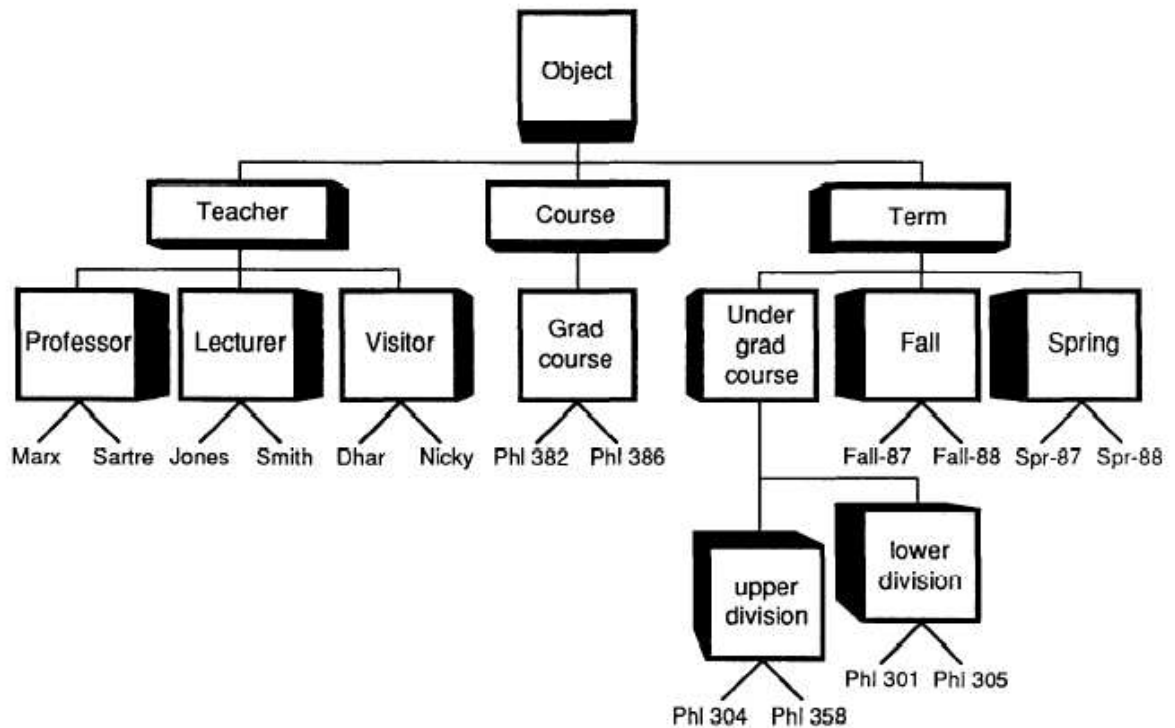 Object
Teacher
Course
Term
Professor
Lecturer
Visitor
Grad
course
Under
grad
course
Fall
Spring
Marx
Sartre
Jones
Smith
Dhar
Nicky
Phl 382
Phl 386
Fall-87
Fall-88
Spr-87
Spr-88
upper
division
lower
division
Phl 301
Phl 305
Phl 304
Phl 358